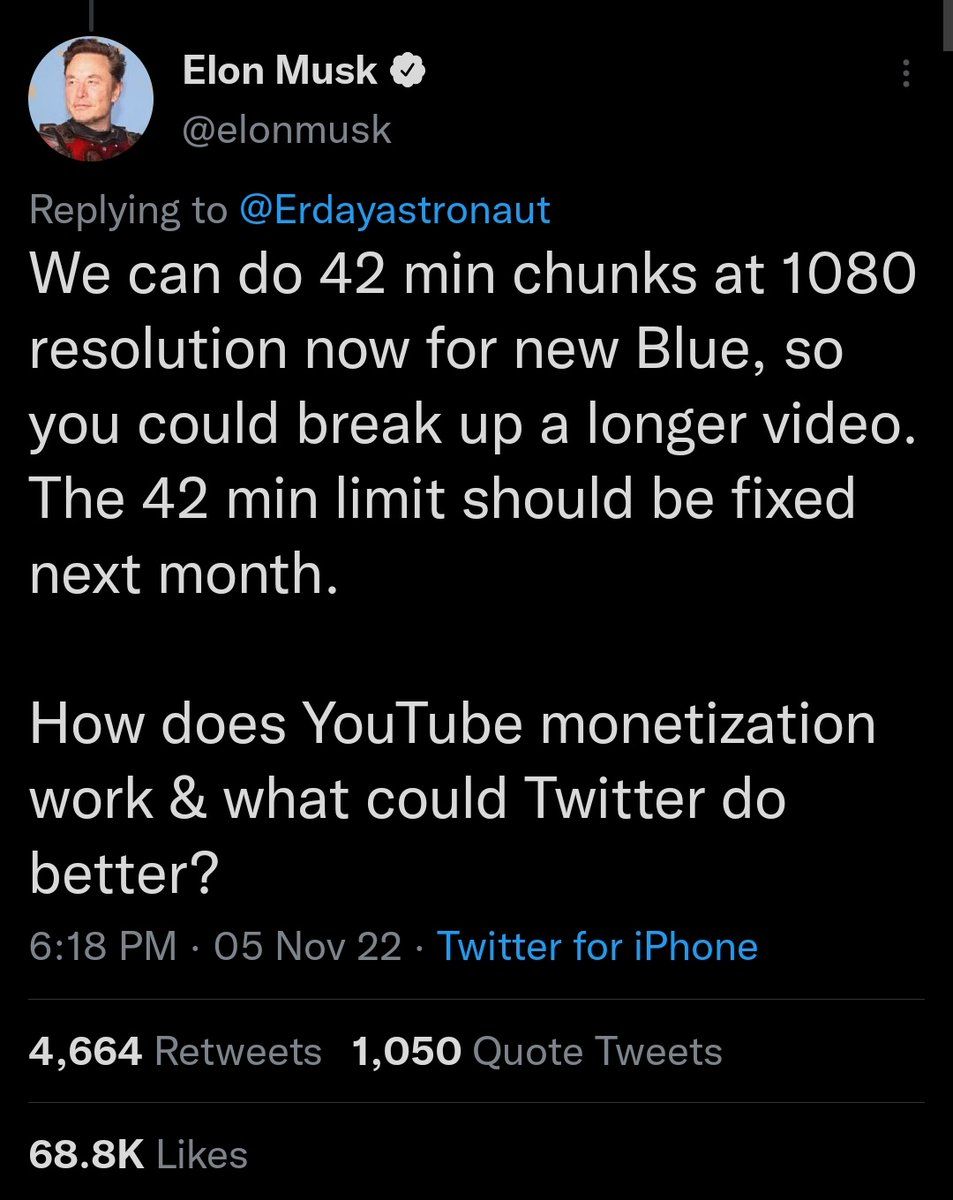 Elon Musk
@elonmusk
Replying to @Erdayastronaut
We can do 42 min chunks at 1080
resolution now for new Blue, so
you could break up a longer video.
The 42 min limit should be fixed
next month.
How does YouTube monetization
work & what could Twitter do
better?
6:18 PM · 05 Nov 22 · Twitter for iPhone
4,664 Retweets 1,050 Quote Tweets
68.8K Likes